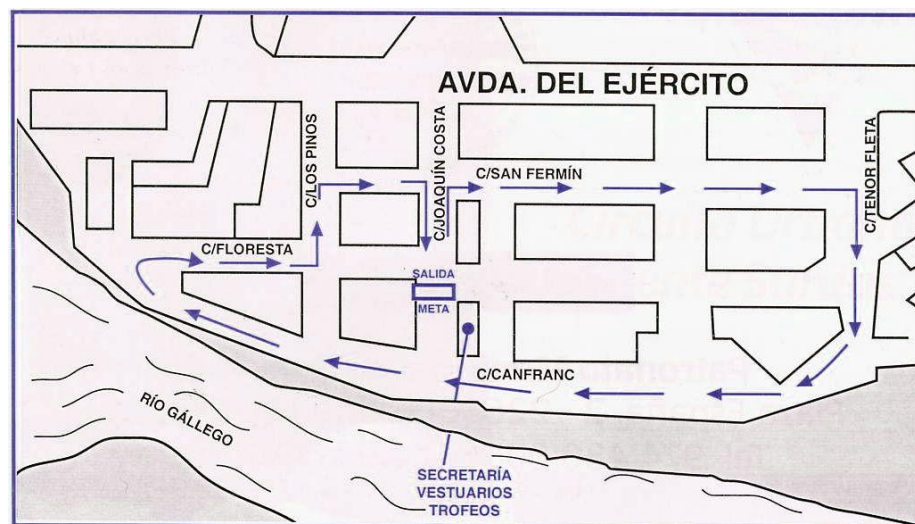 AVDA. DEL EJÉRCITO
C/LOS PINOS
C/JOAQUÍN COSTA
C/SAN FERMÍN
C/TENOR FLETA
C/FLORESTA
SALIDA
META
C/CANFRANC
RÍO GÁLLEGO
SECRETARÍA
VESTUARIOS
TROFEOS